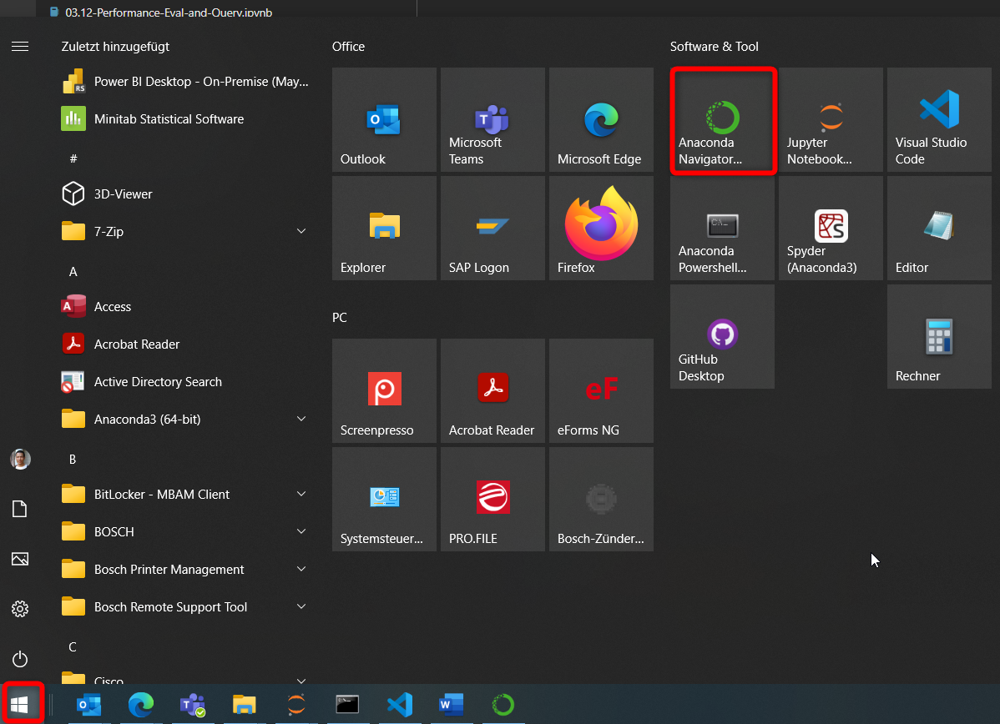 03.12-Performance-Eval-and-Query.ipynb
Zuletzt hinzugefügt
Power BI Desktop - On-Premise (May...
Minitab Statistical Software
#
3D-Viewer
7-Zip
A
Access
Acrobat Reader
Active Directory Search
Anaconda3 (64-bit)
B
BitLocker - MBAM Client
BOSCH
Bosch Printer Management
Bosch Remote Support Tool
C
Cisco
Office
Outlook
Microsoft
Teams
Microsoft Edge
Explorer
SAP Logon
Firefox
PC
Screenpresso
Acrobat Reader
eF
eForms NG
Systemsteuer...
PRO.FILE
Bosch-Zünder...
Software & Tool
Anaconda
Navigator...
Jupyter
Notebook...
Visual Studio
Code
Anaconda
Powershell...
Spyder
(Anaconda3)
Editor
GitHub
Desktop
Rechner